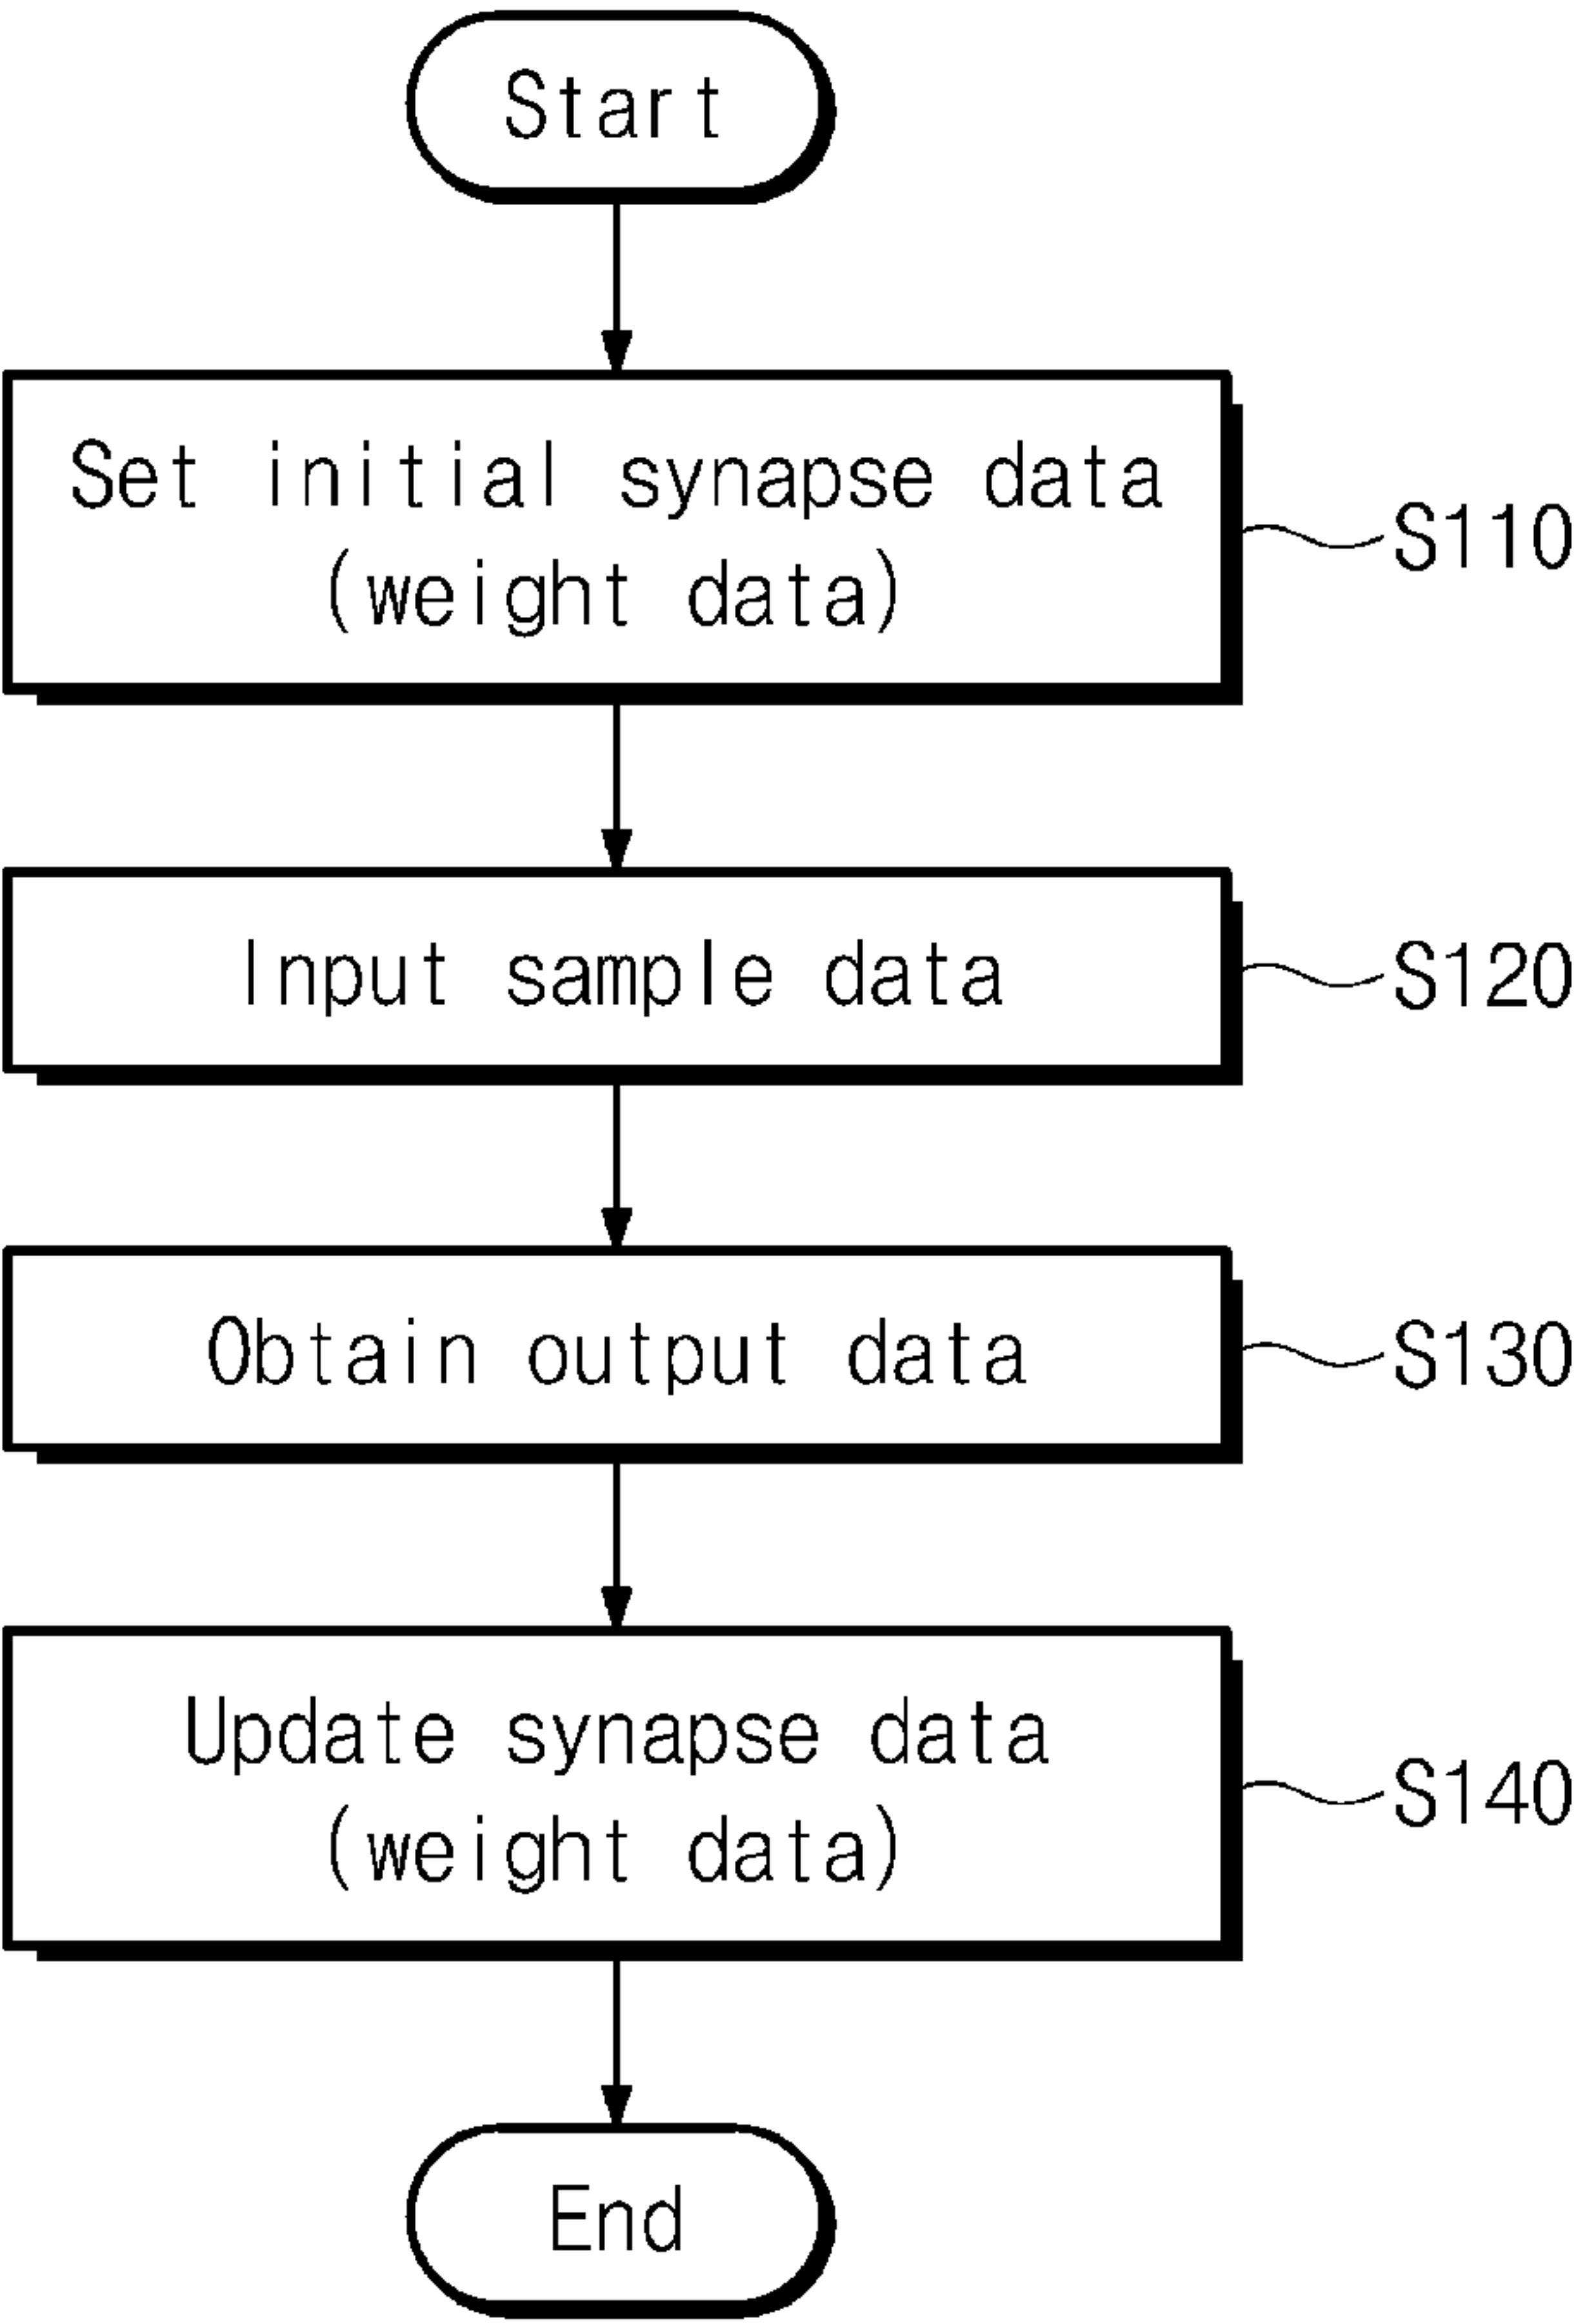 Start
Set initial synapse data
(weight data)
S110
Input sample data
S120
Obtain output data
S130
Update synapse data
(weight data)
S140
End